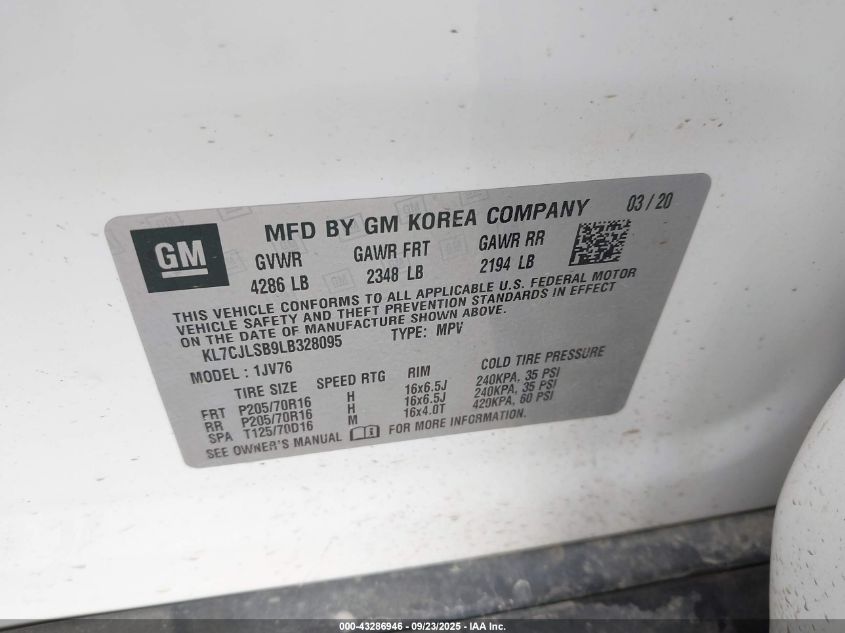 GM
MFD BY GM KOREA COMPANY 03 / 20
GVWR GAWR FRT GAWR RR
4286 LB 2348 LB 2194 LB
THIS VEHICLE CONFORMS TO ALL APPLICABLE U.S. FEDERAL MOTOR
VEHICLE SAFETY AND THEFT PREVENTION STANDARDS IN EFFECT
ON THE DATE OF MANUFACTURE SHOWN ABOVE.
KL7CJLSB9LB328095 TYPE: MPV
MODEL : 1JV76
TIRE SIZE SPEED RTG RIM COLD TIRE PRESSURE
FRT P205/70R16 H 16x6.5J 240KPA, 35 PSI
RR P205/70R16 H 16x6.5J 240KPA, 35 PSI
SPA T125/70D16 M 16x4.0T 420KPA, 60 PSI
SEE OWNER'S MANUAL FOR MORE INFORMATION.
000-43286946 - 09/23/2025 - IAA Inc.